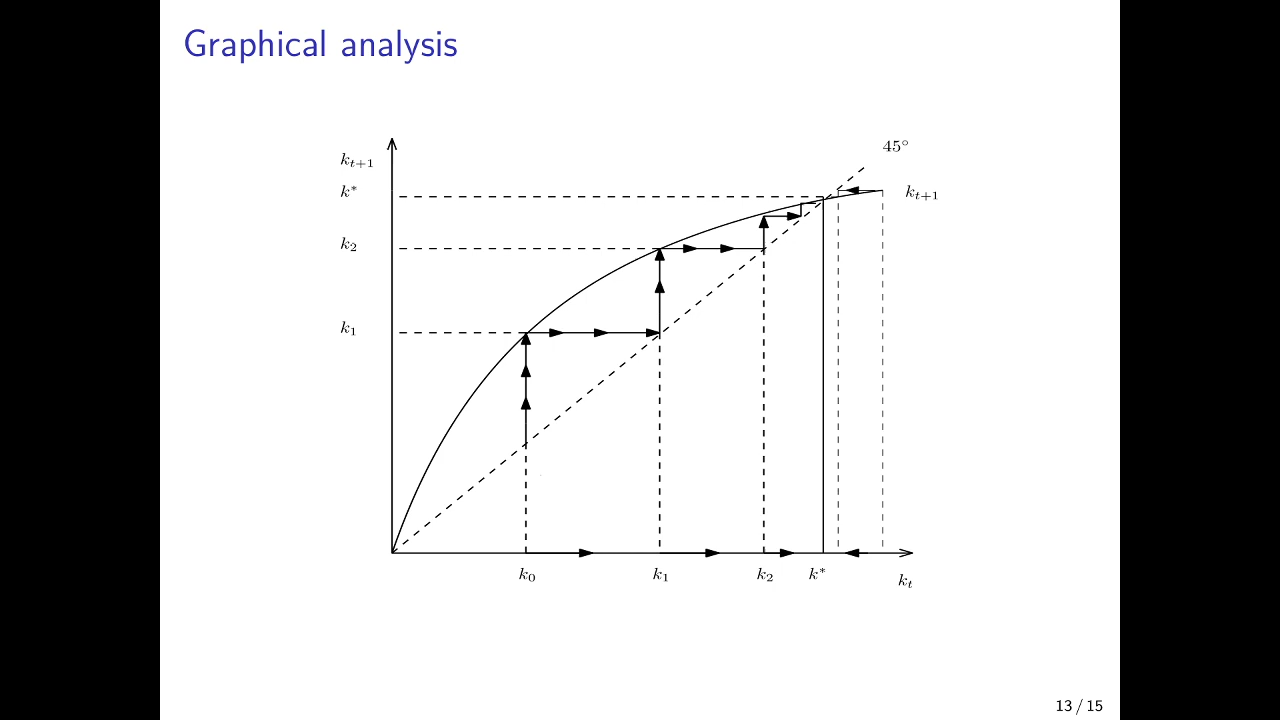 Graphical analysis
45°
k_{t+1}
k^*
k_{t+1}
k_2
k_1
k_0
k_1
k_2
k^*
k_t
13 / 15